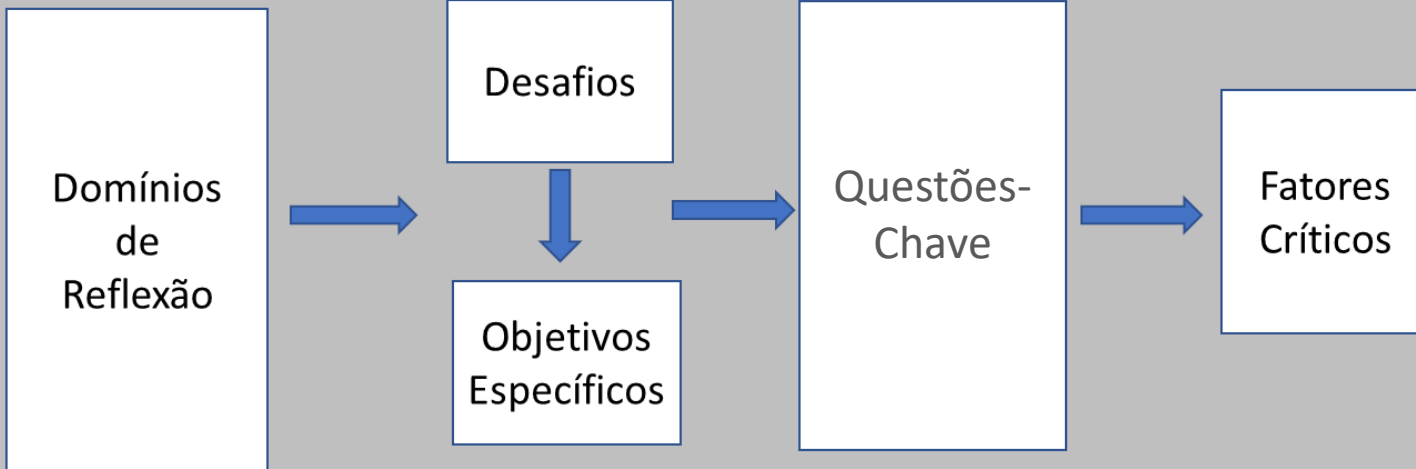 Domínios
de
Reflexão
Desafios
Objetivos
Específicos
Questões-
Chave
Fatores
Críticos